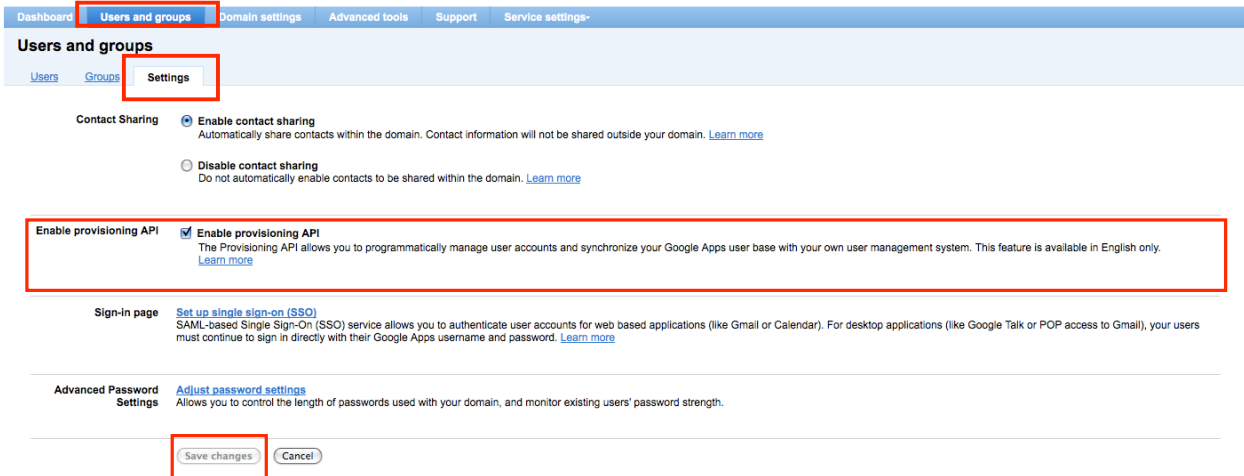 Dashboard Users and groups Domain settings Advanced tools Support Service settings-
Users and groups
Users Groups Settings
Contact Sharing Enable contact sharing
Automatically share contacts within the domain. Contact information will not be shared outside your domain. Learn more
Disable contact sharing
Do not automatically enable contacts to be shared within the domain. Learn more
Enable provisioning API Enable provisioning API
The Provisioning API allows you to programmatically manage user accounts and synchronize your Google Apps user base with your own user management system. This feature is available in English only.
Learn more
Sign-in page Set up single sign-on (SSO)
SAML-based Single Sign-On (SSO) service allows you to authenticate user accounts for web based applications (like Gmail or Calendar). For desktop applications (like Google Talk or POP access to Gmail), your users
must continue to sign in directly with their Google Apps username and password. Learn more
Advanced Password Adjust password settings
Settings Allows you to control the length of passwords used with your domain, and monitor existing users' password strength.
Save changes Cancel